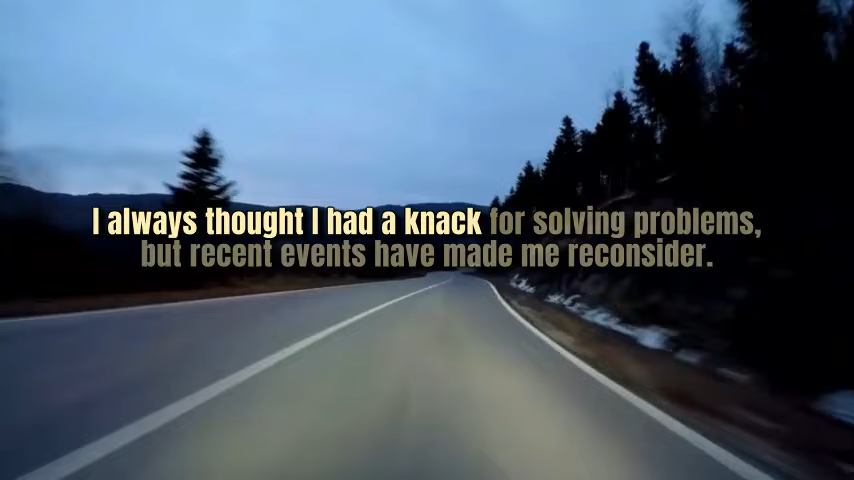 I always thought I had a knack for solving problems,
but recent events have made me reconsider.